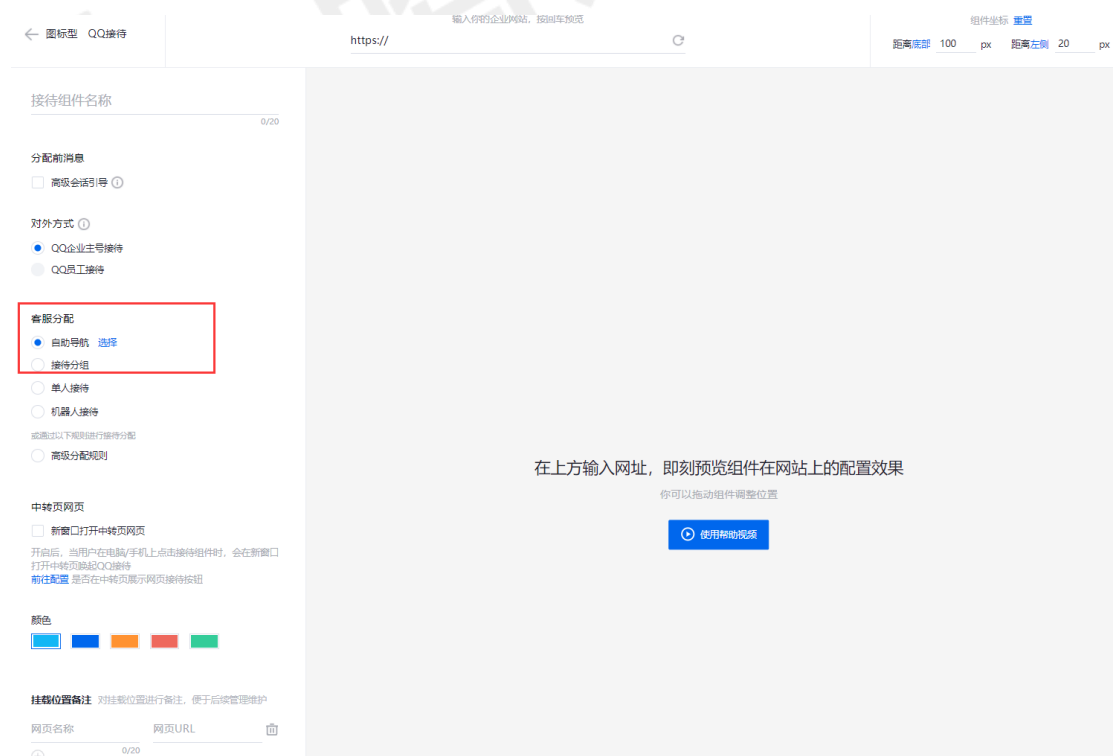 图标型 QQ接待
输入你的企业网站，按回车预览
https://
组件坐标 重置
距离底部 100 px 距离左侧 20 px
接待组件名称
0/20
分配前消息
高级会话引导
对外方式
QQ企业主号接待
QQ员工接待
客服分配
自助导航 选择
接待分组
单人接待
机器人接待
或通过以下规则进行接待分配
高级分配规则
中转页网页
新窗口打开中转页网页
开启后，当用户在电脑/手机上点击接待组件时，会在新窗口
打开中转页唤起QQ接待
前往配置 是否在中转页展示网页接待按钮
颜色
挂载位置备注 对挂载位置进行备注，便于后续管理维护
网页名称 网页URL
0/20
在上方输入网址，即刻预览组件在网站上的配置效果
你可以拖动组件调整位置
使用帮助视频